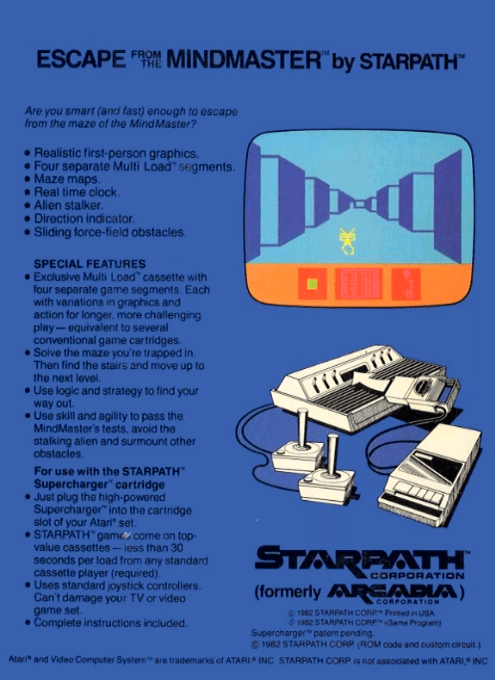 ESCAPE FROM THE MINDMASTER™ by STARPATH™
Are you smart (and fast) enough to escape
from the maze of the MindMaster?
• Realistic first-person graphics.
• Four separate Multi Load™ segments.
• Maze maps.
• Real time clock.
• Alien stalker.
• Direction indicator.
• Sliding force-field obstacles.
SPECIAL FEATURES
• Exclusive Multi Load™ cassette with
four separate game segments. Each
with variations in graphics and
action for longer, more challenging
play — equivalent to several
conventional game cartridges.
• Solve the maze you're trapped in.
Then find the stairs and move up to
the next level.
• Use logic and strategy to find your
way out.
• Use skill and agility to pass the
MindMaster's tests, avoid the
stalking alien and surmount other
obstacles.
For use with the STARPATH™
Supercharger™ cartridge
• Just plug the high-powered
Supercharger™ into the cartridge
slot of your Atari® set.
• STARPATH™ games come on top-
value cassettes — less than 30
seconds per load from any standard
cassette player (required).
• Uses standard joystick controllers.
Can't damage your TV or video
game set.
• Complete instructions included.
STARPATH™
CORPORATION
(formerly ARCADIA)
CORPORATION
© 1982 STARPATH CORP.™ Printed in USA
© 1982 STARPATH CORP.™ (Game Program)
Supercharger™ patent pending.
© 1982 STARPATH CORP. (ROM code and custom circuit.)
Atari® and Video Computer System™ are trademarks of ATARI,® INC. STARPATH CORP. is not associated with ATARI,® INC